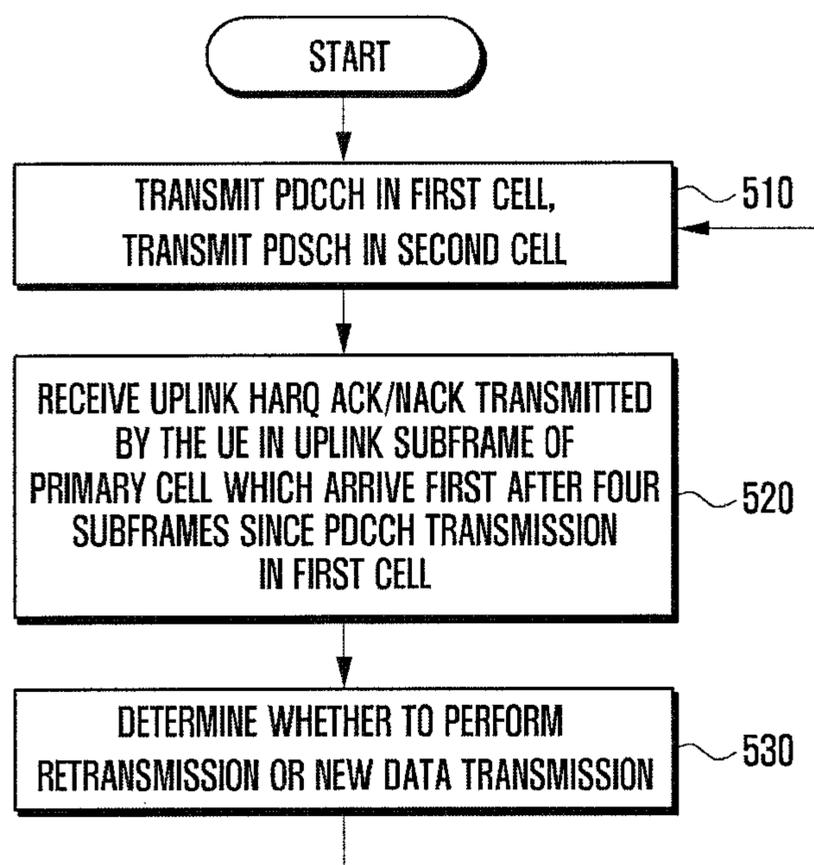 START
TRANSMIT PDCCH IN FIRST CELL,
TRANSMIT PDSCH IN SECOND CELL
510
RECEIVE UPLINK HARQ ACK/NACK TRANSMITTED
BY THE UE IN UPLINK SUBFRAME OF
PRIMARY CELL WHICH ARRIVE FIRST AFTER FOUR
SUBFRAMES SINCE PDCCH TRANSMISSION
IN FIRST CELL
520
DETERMINE WHETHER TO PERFORM
RETRANSMISSION OR NEW DATA TRANSMISSION
530